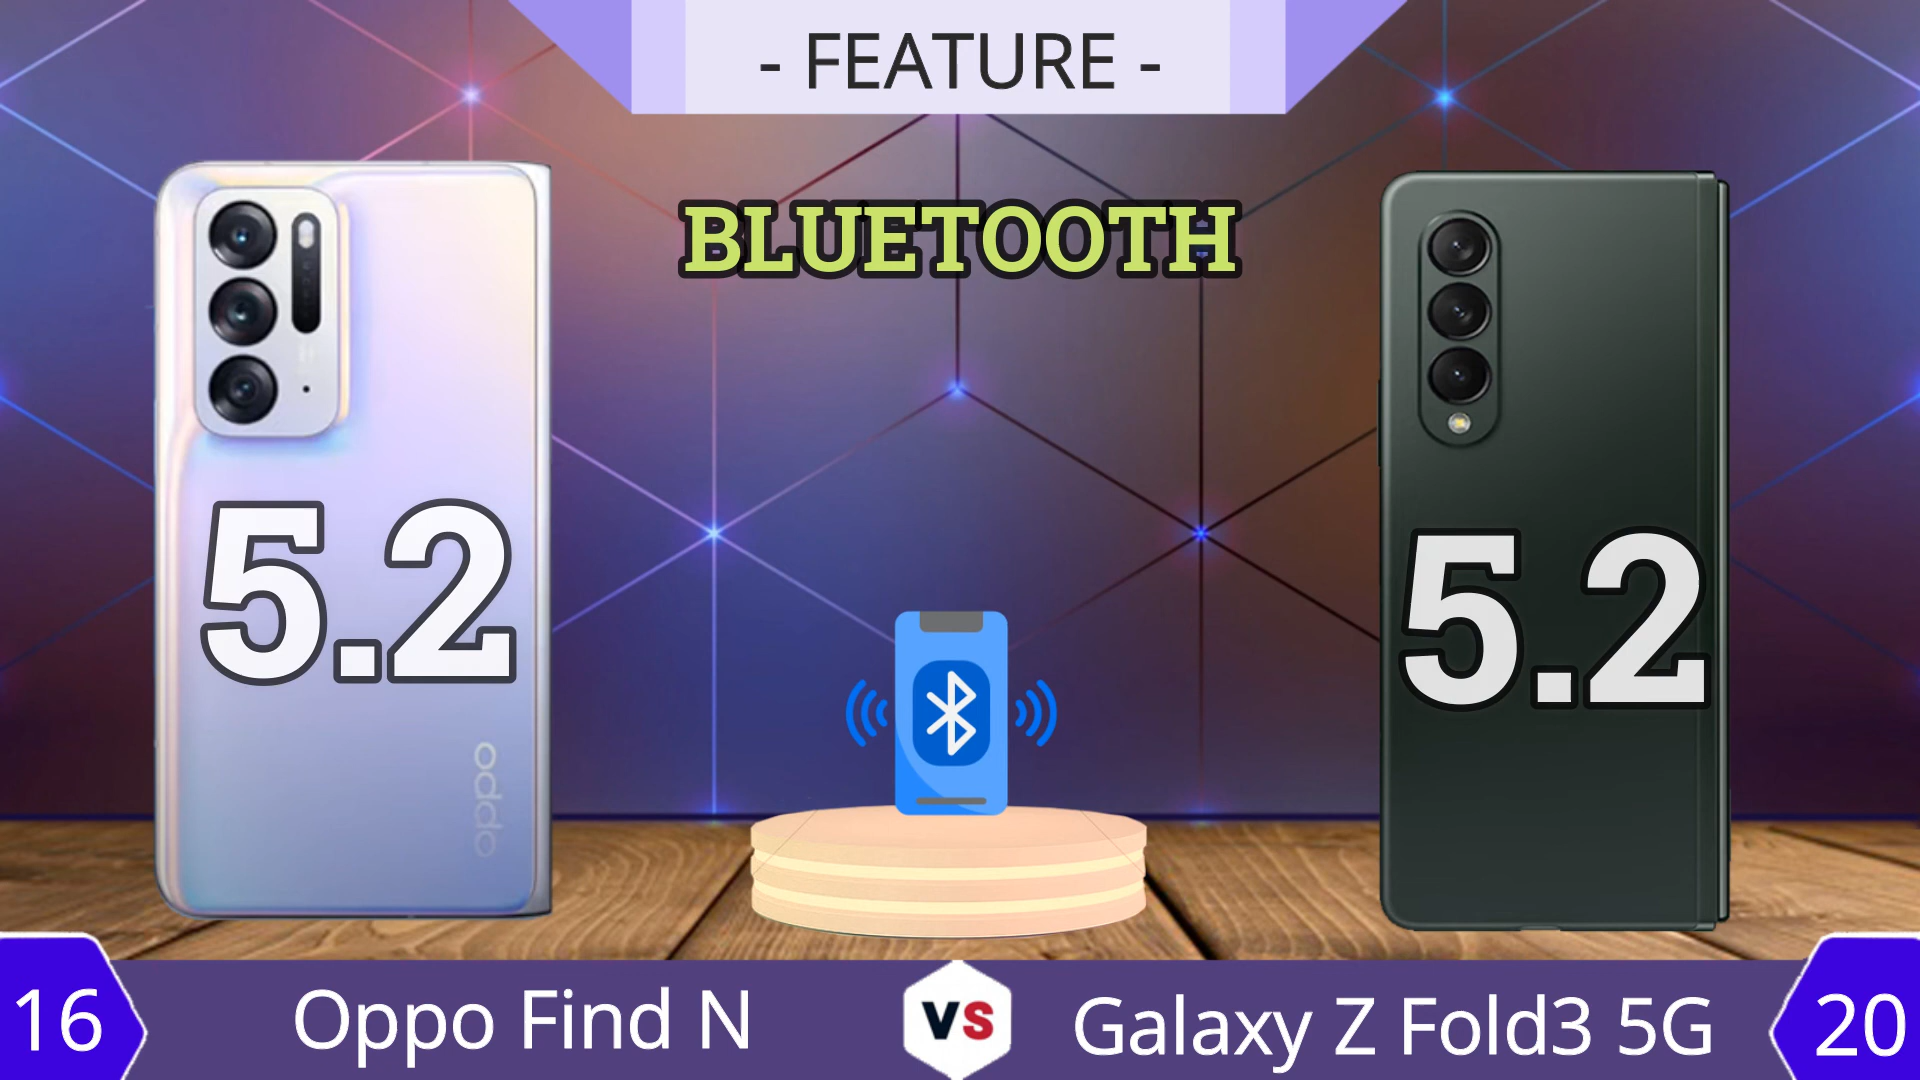 - FEATURE -
BLUETOOTH
5.2
5.2
oppo
16
Oppo Find N
VS
Galaxy Z Fold3 5G
20